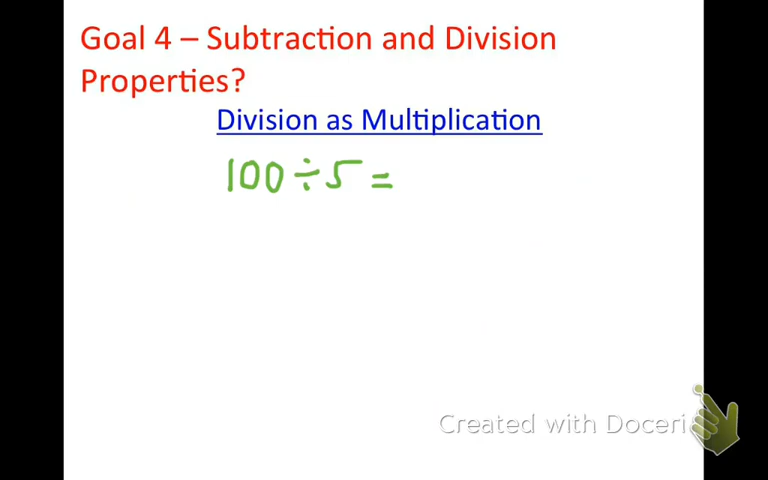 Goal 4 – Subtraction and Division
Properties?
Division as Multiplication
100 ÷ 5 =
Created with Doceri